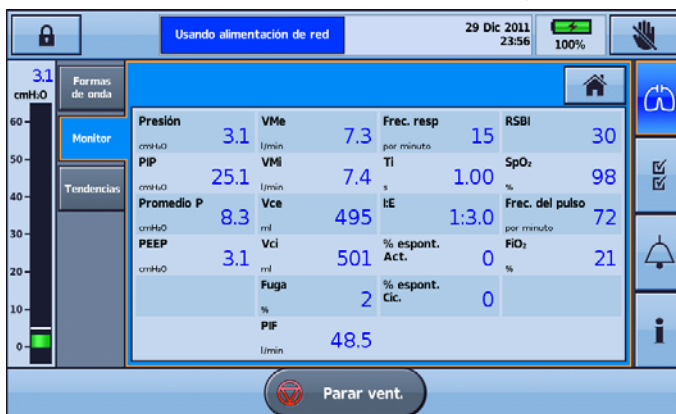 Usando alimentación de red
29 Dic 2011
23:56
100%
3.1
cmH₂O
60
50
40
30
20
10
0
Formas
de onda
Monitor
Tendencias
Presión
cmH₂O
3.1
VMe
l/min
7.3
Frec. resp
por minuto
15
RSBI
30
PIP
cmH₂O
25.1
VMi
l/min
7.4
Ti
s
1.00
SpO₂
%
98
Promedio P
cmH₂O
8.3
Vce
ml
495
I:E
1:3.0
Frec. del pulso
por minuto
72
PEEP
cmH₂O
3.1
Vci
ml
501
% espont.
Act.
0
FiO₂
%
21
Fuga
%
2
% espont.
Cic.
0
PIF
l/min
48.5
Parar vent.